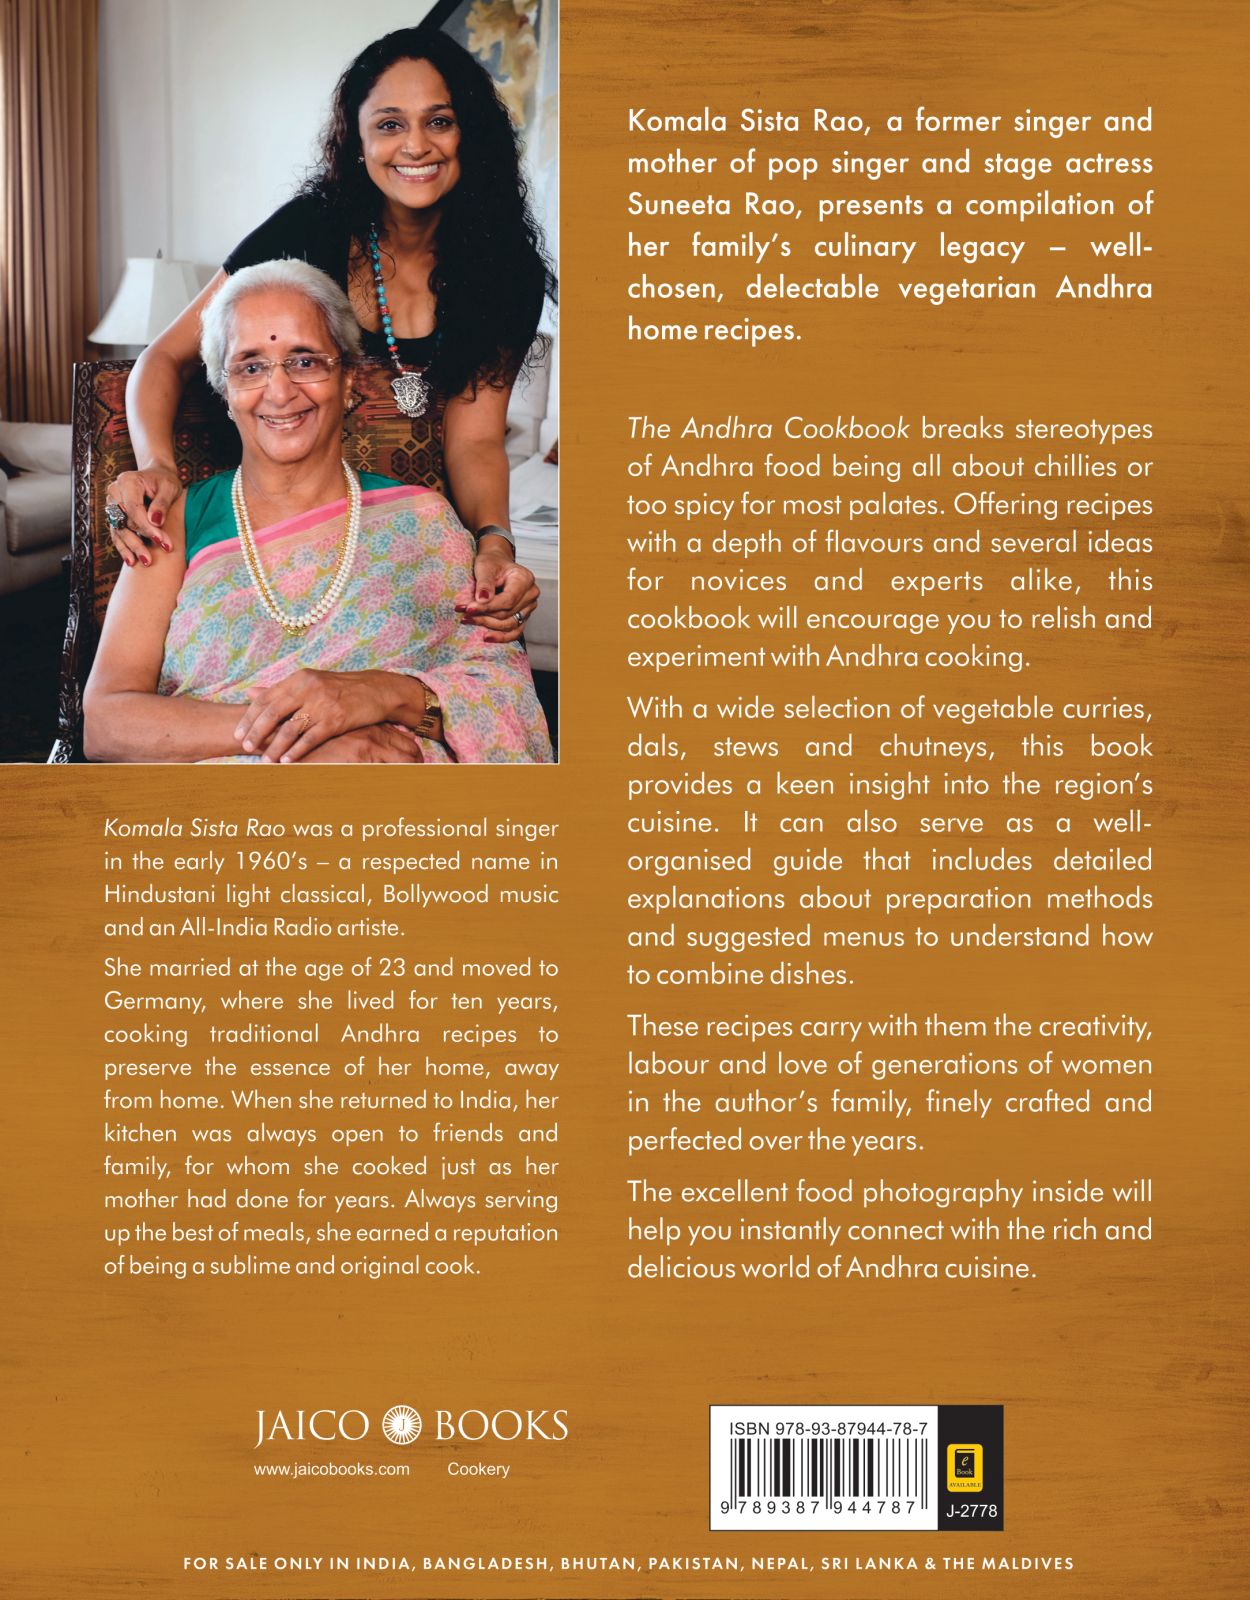 Komala Sista Rao, a former singer and
mother of pop singer and stage actress
Suneeta Rao, presents a compilation of
her family's culinary legacy – well-
chosen, delectable vegetarian Andhra
home recipes.
The Andhra Cookbook breaks stereotypes
of Andhra food being all about chillies or
too spicy for most palates. Offering recipes
with a depth of flavours and several ideas
for novices and experts alike, this
cookbook will encourage you to relish and
experiment with Andhra cooking.
With a wide selection of vegetable curries,
dals, stews and chutneys, this book
provides a keen insight into the region's
cuisine. It can also serve as a well-
organised guide that includes detailed
explanations about preparation methods
and suggested menus to understand how
to combine dishes.
These recipes carry with them the creativity,
labour and love of generations of women
in the author's family, finely crafted and
perfected over the years.
The excellent food photography inside will
help you instantly connect with the rich and
delicious world of Andhra cuisine.
Komala Sista Rao was a professional singer
in the early 1960's – a respected name in
Hindustani light classical, Bollywood music
and an All-India Radio artiste.
She married at the age of 23 and moved to
Germany, where she lived for ten years,
cooking traditional Andhra recipes to
preserve the essence of her home, away
from home. When she returned to India, her
kitchen was always open to friends and
family, for whom she cooked just as her
mother had done for years. Always serving
up the best of meals, she earned a reputation
of being a sublime and original cook.
JAICO J BOOKS
www.jaicobooks.com Cookery
ISBN 978-93-87944-78-7
9 789387 944787
e
Book
AVAILABLE
J-2778
FOR SALE ONLY IN INDIA, BANGLADESH, BHUTAN, PAKISTAN, NEPAL, SRI LANKA & THE MALDIVES